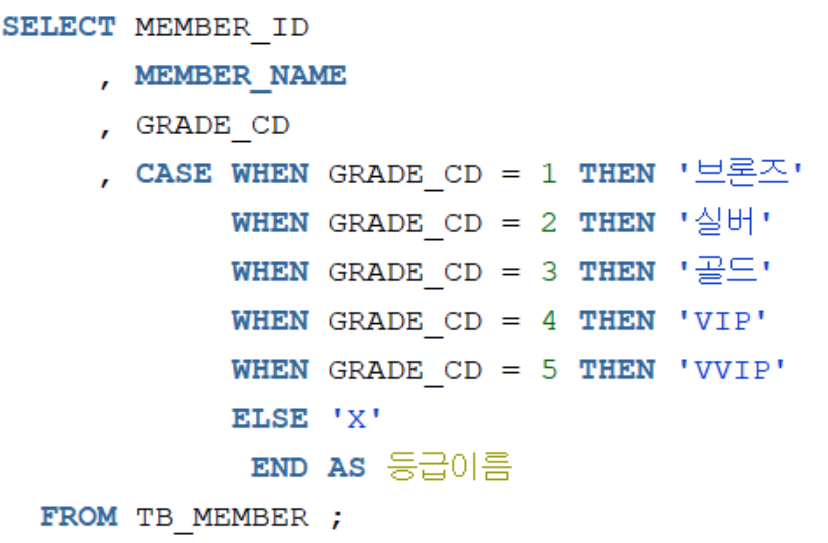 SELECT MEMBER_ID
, MEMBER_NAME
, GRADE_CD
, CASE WHEN GRADE_CD = 1 THEN '브론즈'
WHEN GRADE_CD = 2 THEN '실버'
WHEN GRADE_CD = 3 THEN '골드'
WHEN GRADE_CD = 4 THEN 'VIP'
WHEN GRADE_CD = 5 THEN 'VVIP'
ELSE 'X'
END AS 등급이름
FROM TB_MEMBER ;